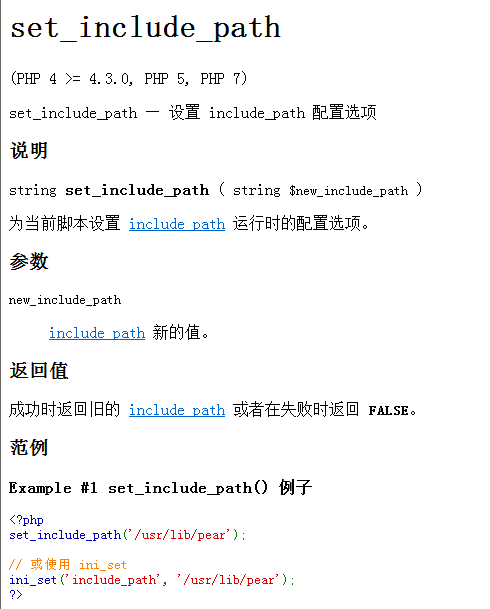 set_include_path
(PHP 4 >= 4.3.0, PHP 5, PHP 7)
set_include_path — 设置 include_path 配置选项
说明
string set_include_path ( string $new_include_path )
为当前脚本设置 include_path 运行时的配置选项。
参数
new_include_path
include_path 新的值。
返回值
成功时返回旧的 include_path 或者在失败时返回 FALSE。
范例
Example #1 set_include_path() 例子
<?php
set_include_path('/usr/lib/pear');
// 或使用 ini_set
ini_set('include_path', '/usr/lib/pear');
?>